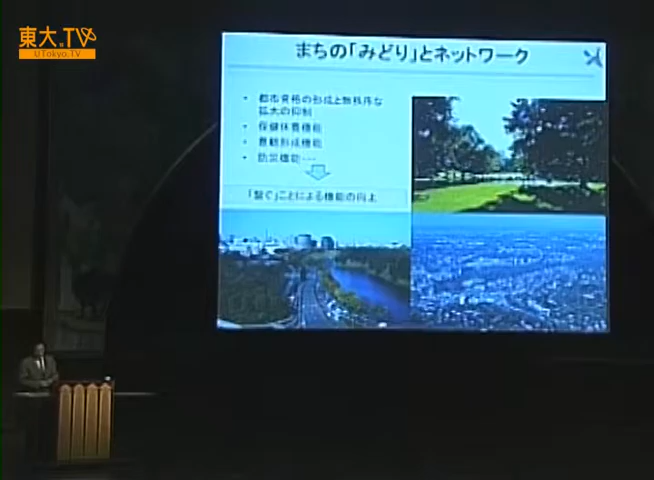 東大.TV
UTokyo.TV
まちの「みどり」とネットワーク
• 都市骨格の形成と無秩序な
拡大の抑制
• 保健休養機能
• 景観形成機能
• 防災機能…
「繋ぐ」ことによる機能の向上